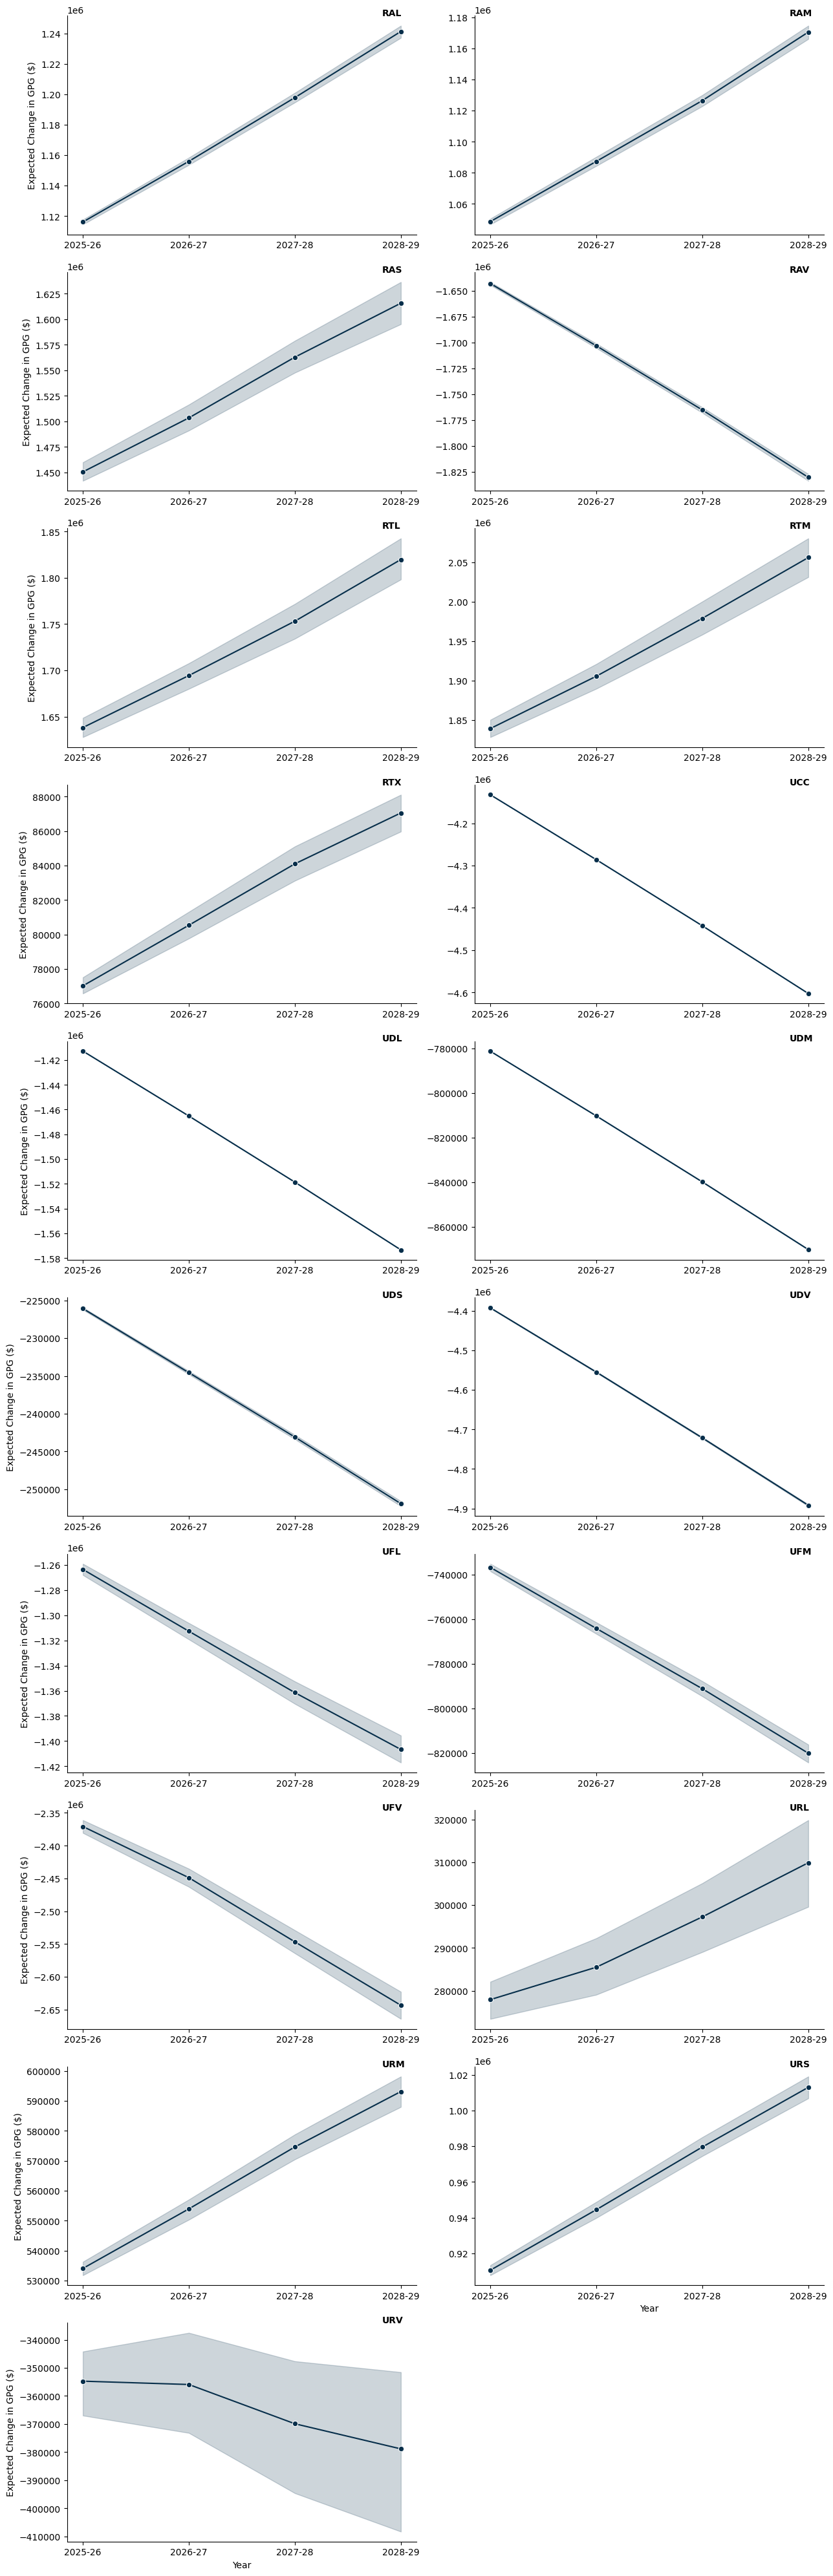 1e6
RAL
Expected Change in GPG ($)
1.24
1.22
1.20
1.18
1.16
1.14
1.12
2025-26 2026-27 2027-28 2028-29
1e6
RAM
1.18
1.16
1.14
1.12
1.10
1.08
1.06
2025-26 2026-27 2027-28 2028-29
1e6
RAS
Expected Change in GPG ($)
1.625
1.600
1.575
1.550
1.525
1.500
1.475
1.450
2025-26 2026-27 2027-28 2028-29
1e6
RAV
−1.650
−1.675
−1.700
−1.725
−1.750
−1.775
−1.800
−1.825
2025-26 2026-27 2027-28 2028-29
1e6
RTL
Expected Change in GPG ($)
1.85
1.80
1.75
1.70
1.65
2025-26 2026-27 2027-28 2028-29
1e6
RTM
2.05
2.00
1.95
1.90
1.85
2025-26 2026-27 2027-28 2028-29
RTX
Expected Change in GPG ($)
88000
86000
84000
82000
80000
78000
76000
2025-26 2026-27 2027-28 2028-29
1e6
UCC
−4.2
−4.3
−4.4
−4.5
−4.6
2025-26 2026-27 2027-28 2028-29
1e6
UDL
Expected Change in GPG ($)
−1.42
−1.44
−1.46
−1.48
−1.50
−1.52
−1.54
−1.56
−1.58
2025-26 2026-27 2027-28 2028-29
UDM
−780000
−800000
−820000
−840000
−860000
2025-26 2026-27 2027-28 2028-29
UDS
Expected Change in GPG ($)
−225000
−230000
−235000
−240000
−245000
−250000
2025-26 2026-27 2027-28 2028-29
1e6
UDV
−4.4
−4.5
−4.6
−4.7
−4.8
−4.9
2025-26 2026-27 2027-28 2028-29
1e6
UFL
Expected Change in GPG ($)
−1.26
−1.28
−1.30
−1.32
−1.34
−1.36
−1.38
−1.40
−1.42
2025-26 2026-27 2027-28 2028-29
UFM
−740000
−760000
−780000
−800000
−820000
2025-26 2026-27 2027-28 2028-29
1e6
UFV
Expected Change in GPG ($)
−2.35
−2.40
−2.45
−2.50
−2.55
−2.60
−2.65
2025-26 2026-27 2027-28 2028-29
URL
320000
310000
300000
290000
280000
2025-26 2026-27 2027-28 2028-29
URM
Expected Change in GPG ($)
600000
590000
580000
570000
560000
550000
540000
530000
2025-26 2026-27 2027-28 2028-29
1e6
URS
1.02
1.00
0.98
0.96
0.94
0.92
2025-26 2026-27 2027-28 2028-29
Year
URV
Expected Change in GPG ($)
−340000
−350000
−360000
−370000
−380000
−390000
−400000
−410000
2025-26 2026-27 2027-28 2028-29
Year